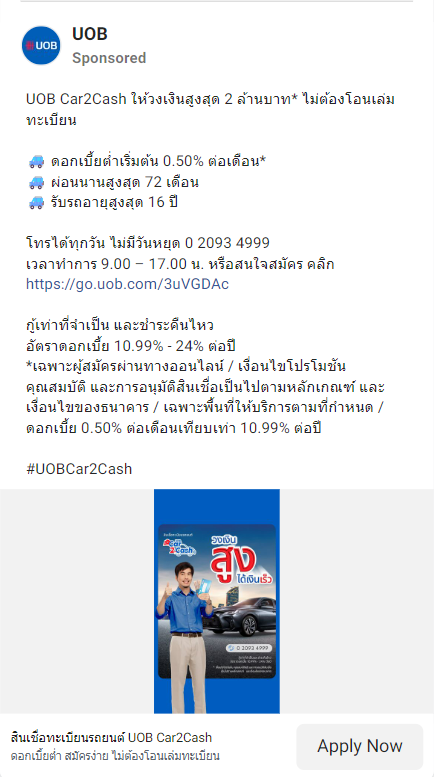 UOB
UOB
Sponsored
UOB Car2Cash ให้วงเงินสูงสุด 2 ล้านบาท* ไม่ต้องโอนเล่ม
ทะเบียน
🚙 ดอกเบี้ยต่ำเริ่มต้น 0.50% ต่อเดือน*
🚙 ผ่อนนานสูงสุด 72 เดือน
🚙 รับรถอายุสูงสุด 16 ปี
โทรได้ทุกวัน ไม่มีวันหยุด 0 2093 4999
เวลาทำการ 9.00 – 17.00 น. หรือสนใจสมัคร คลิก
https://go.uob.com/3uVGDAc
กู้เท่าที่จำเป็น และชำระคืนไหว
อัตราดอกเบี้ย 10.99% - 24% ต่อปี
*เฉพาะผู้สมัครผ่านทางออนไลน์ / เงื่อนไขโปรโมชัน
คุณสมบัติ และการอนุมัติสินเชื่อเป็นไปตามหลักเกณฑ์ และ
เงื่อนไขของธนาคาร / เฉพาะพื้นที่ให้บริการตามที่กำหนด /
ดอกเบี้ย 0.50% ต่อเดือนเทียบเท่า 10.99% ต่อปี
#UOBCar2Cash
Car
2Cash
วงเงิน
สูง
ได้เงินเร็ว
0 2093 4999
สินเชื่อทะเบียนรถยนต์ UOB Car2Cash
ดอกเบี้ยต่ำ สมัครง่าย ไม่ต้องโอนเล่มทะเบียน
Apply Now